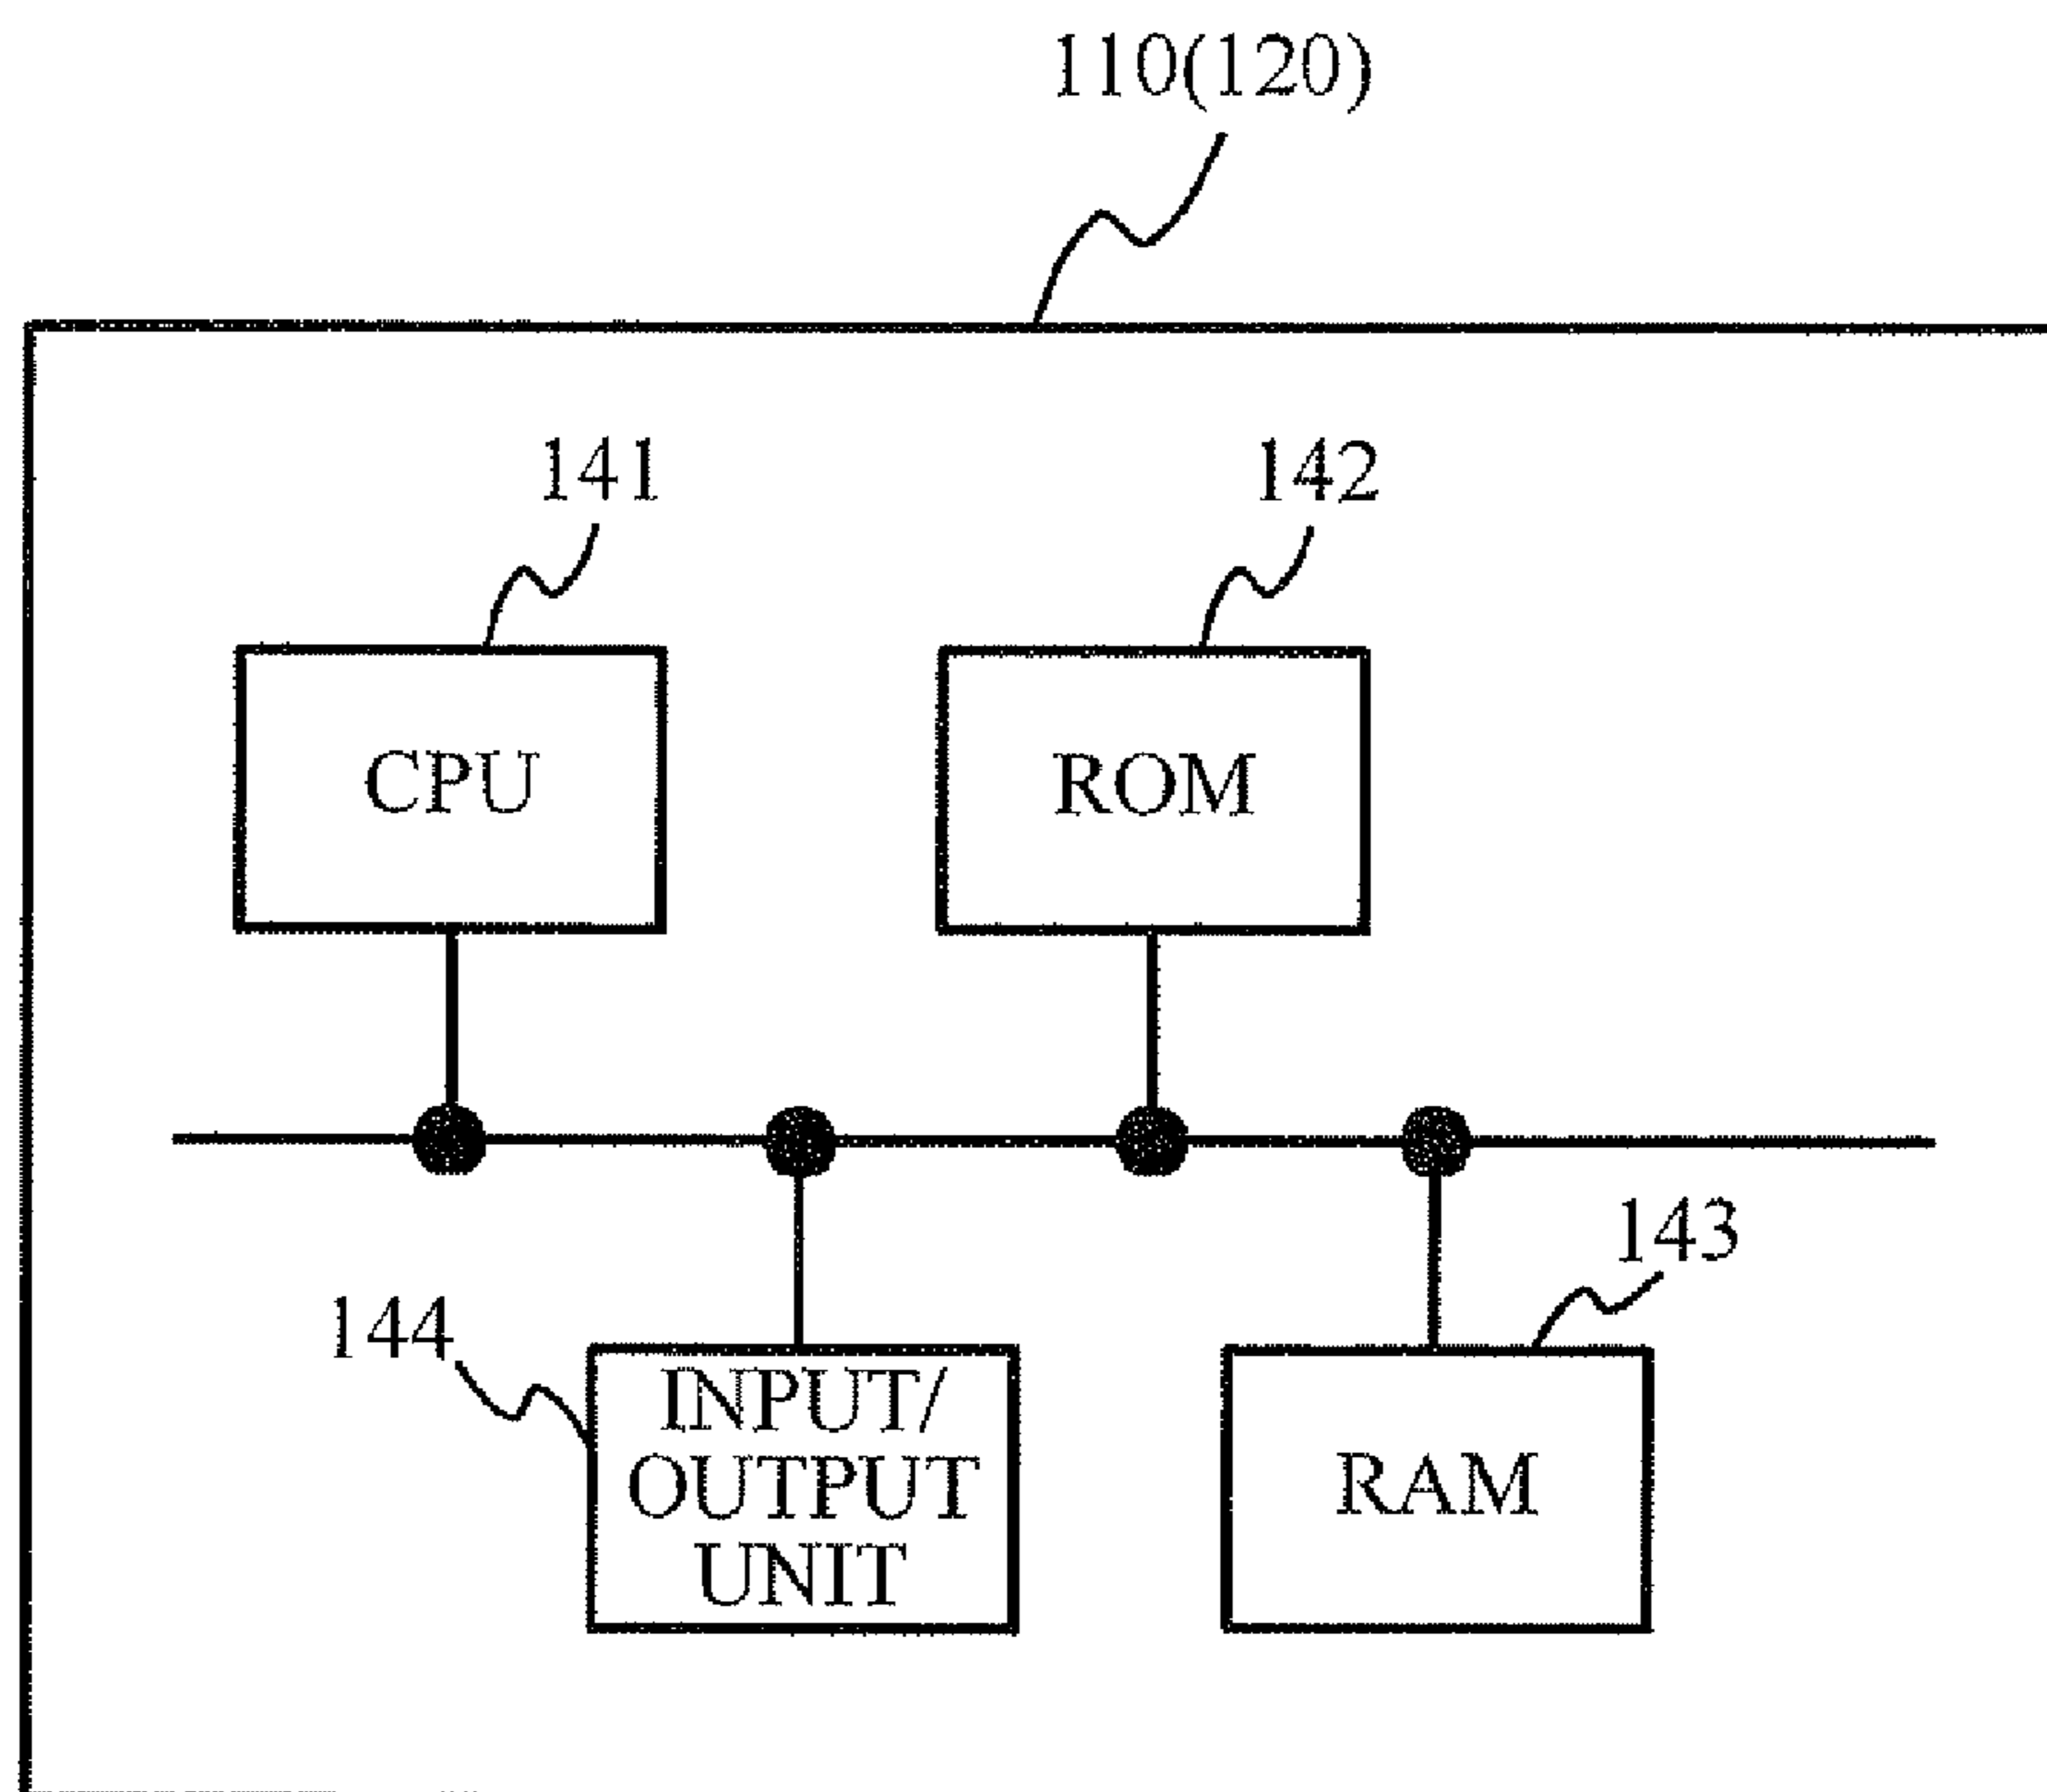 110(120)
141
142
CPU
ROM
143
144
INPUT/
OUTPUT
UNIT
RAM